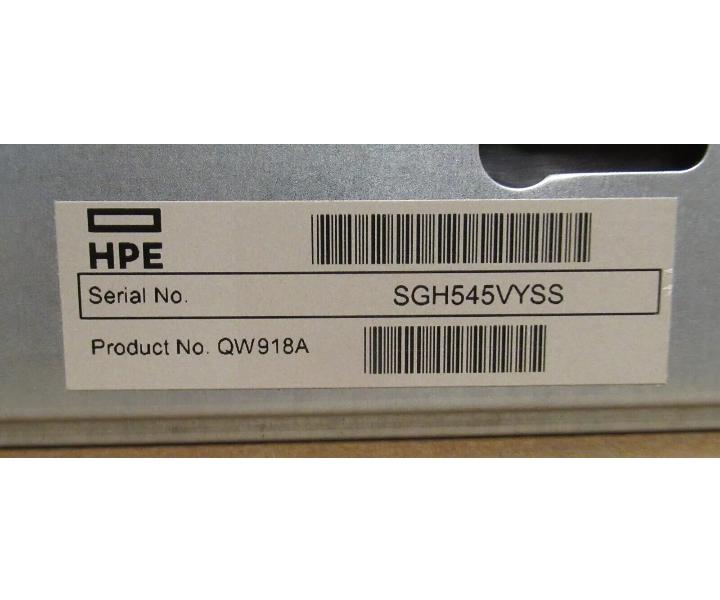 HPE
Serial No. SGH545VYSS
Product No. QW918A